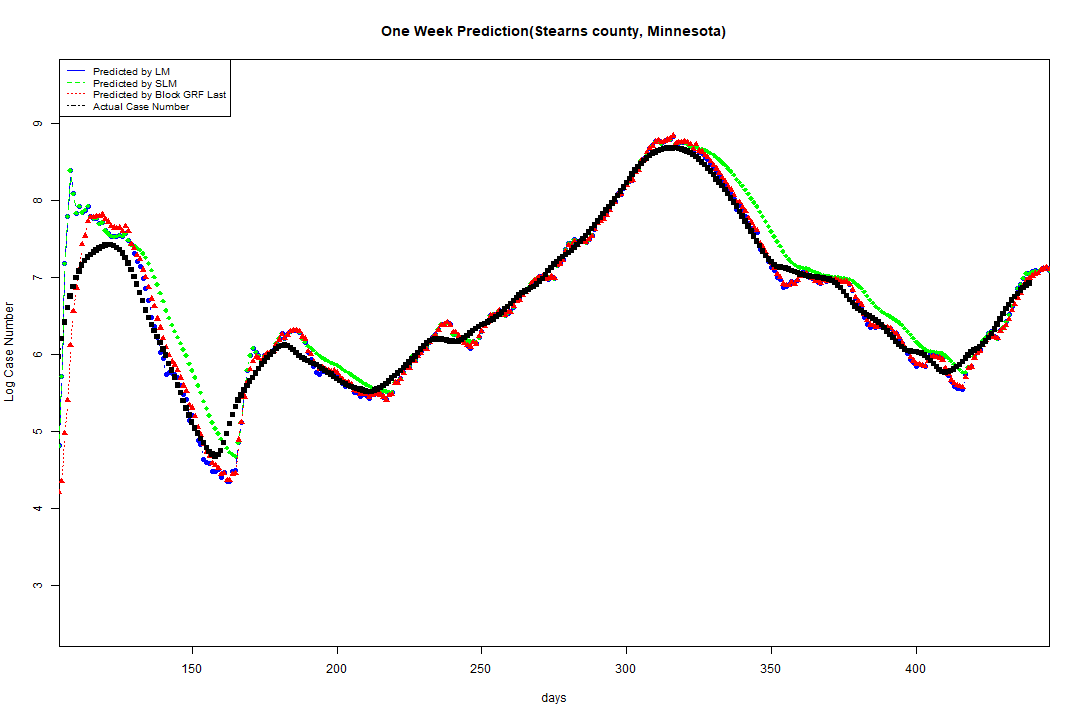 One Week Prediction(Stearns county, Minnesota)
Predicted by LM
Predicted by SLM
Predicted by Block GRF Last
Actual Case Number
9
8
7
6
5
4
3
Log Case Number
150 200 250 300 350 400
days